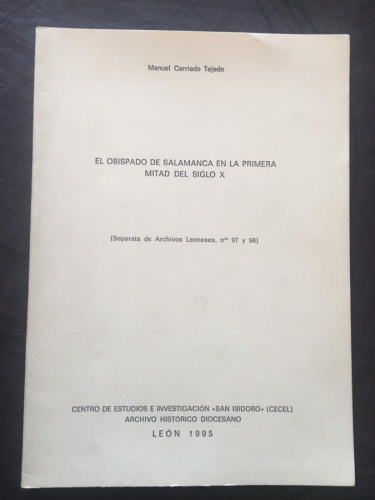 Manuel Carriedo Tejedo
EL OBISPADO DE SALAMANCA EN LA PRIMERA
MITAD DEL SIGLO X
(Separata de Archivos Leoneses, nos 97 y 98)
CENTRO DE ESTUDIOS E INVESTIGACIÓN «SAN ISIDORO» (CECEL)
ARCHIVO HISTÓRICO DIOCESANO
LEÓN 1995